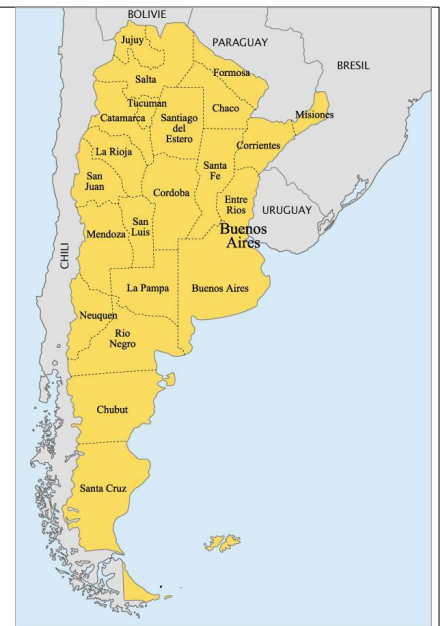 BOLIVIE
Jujuy
PARAGUAY
BRESIL
Salta
Formosa
Tucuman
Chaco
Misiones
Catamarca
Santiago
del
Estero
Corrientes
La Rioja
Santa
Fe
San
Juan
Cordoba
Entre
Rios
URUGUAY
San
Luis
Mendoza
Buenos
Aires
CHILI
La Pampa
Buenos Aires
Neuquen
Rio
Negro
Chubut
Santa Cruz